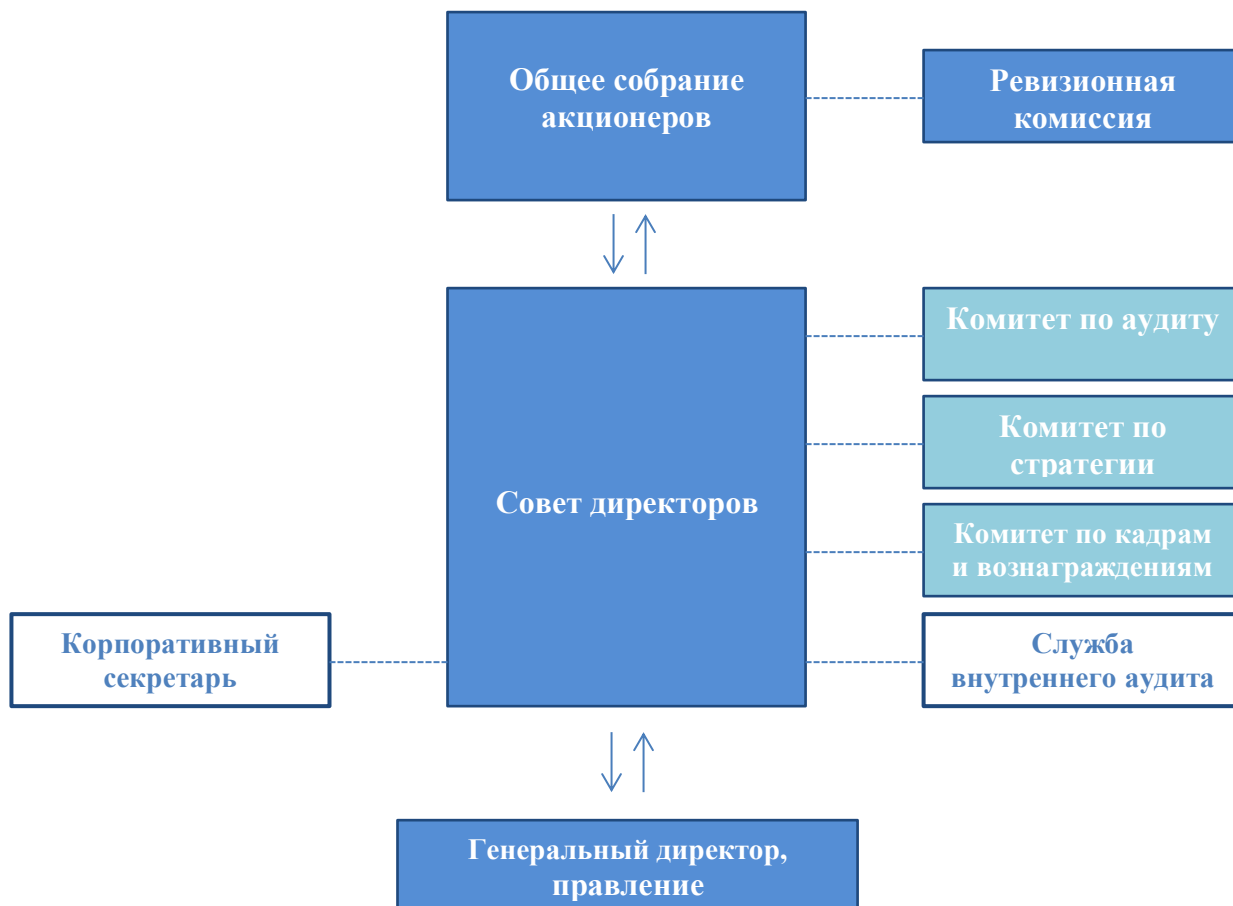 Общее собрание
акционеров
Ревизионная
комиссия
Комитет по аудиту
Комитет по
стратегии
Совет директоров
Комитет по кадрам
и вознаграждениям
Корпоративный
секретарь
Служба
внутреннего аудита
Генеральный директор,
правление